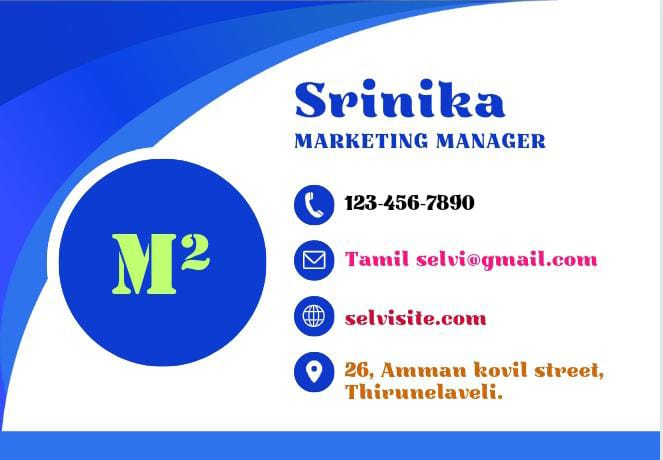 Srinika
MARKETING MANAGER
M²
123-456-7890
Tamil selvi@gmail.com
selvisite.com
26, Amman kovil street,
Thirunelaveli.